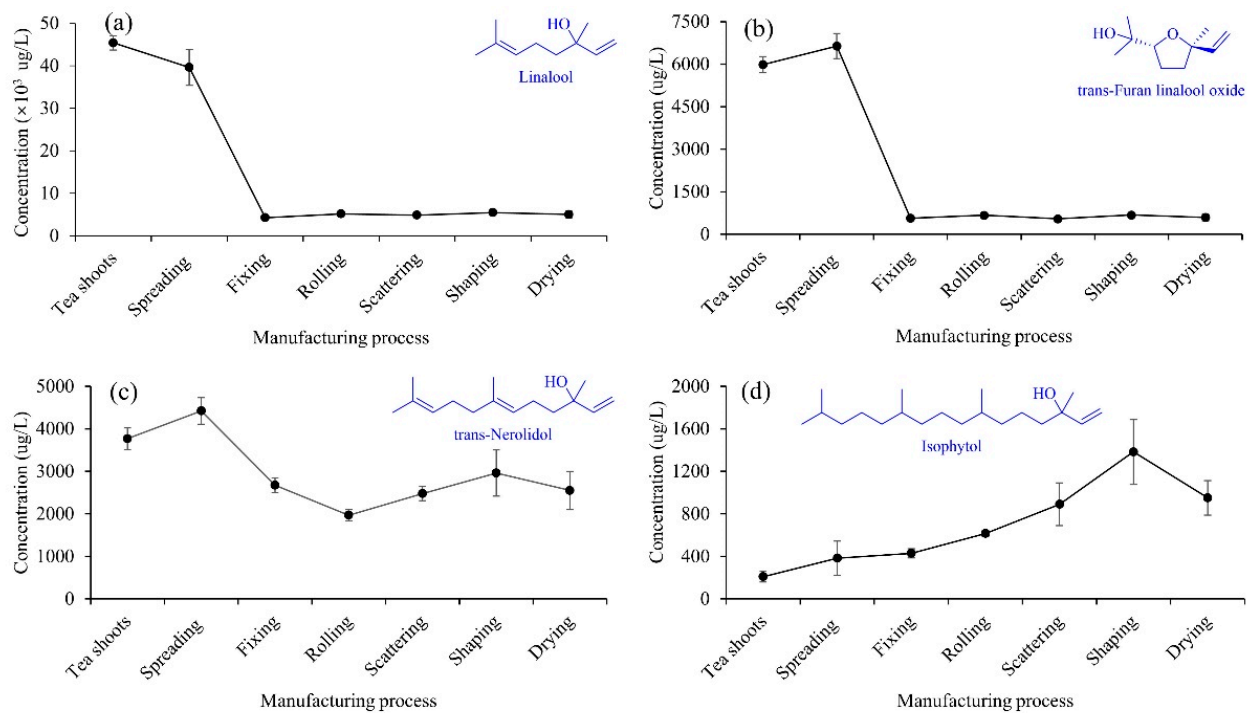 (a)
HO
Linalool
Concentration (×10³ ug/L)
50
40
30
20
10
0
Tea shoots
Spreading
Fixing
Rolling
Scattering
Shaping
Drying
Manufacturing process
(b)
HO
O
trans-Furan linalool oxide
Concentration (ug/L)
7500
6000
4500
3000
1500
0
Tea shoots
Spreading
Fixing
Rolling
Scattering
Shaping
Drying
Manufacturing process
(c)
HO
trans-Nerolidol
Concentration (ug/L)
5000
4000
3000
2000
1000
0
Tea shoots
Spreading
Fixing
Rolling
Scattering
Shaping
Drying
Manufacturing process
(d)
HO
Isophytol
Concentration (ug/L)
2000
1600
1200
800
400
0
Tea shoots
Spreading
Fixing
Rolling
Scattering
Shaping
Drying
Manufacturing process